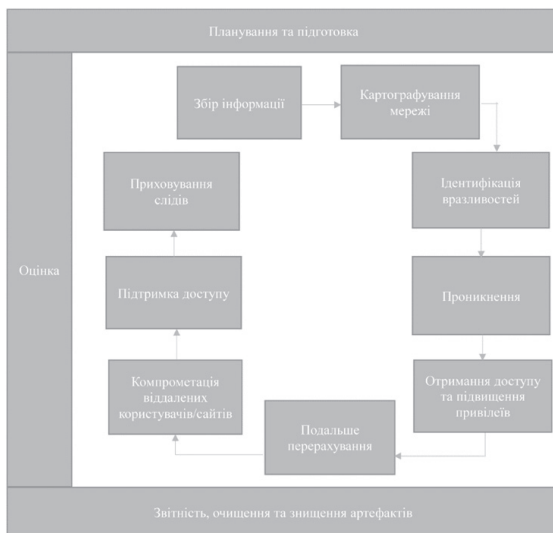 Планування та підготовка
Оцінка
Збір інформації
Картографування
мережі
Ідентифікація
вразливостей
Проникнення
Отримання доступу
та підвищення
привілеїв
Подальше
перерахування
Компрометація
віддалених
користувачів/сайтів
Підтримка доступу
Приховування
слідів
Звітність, очищення та знищення артефактів